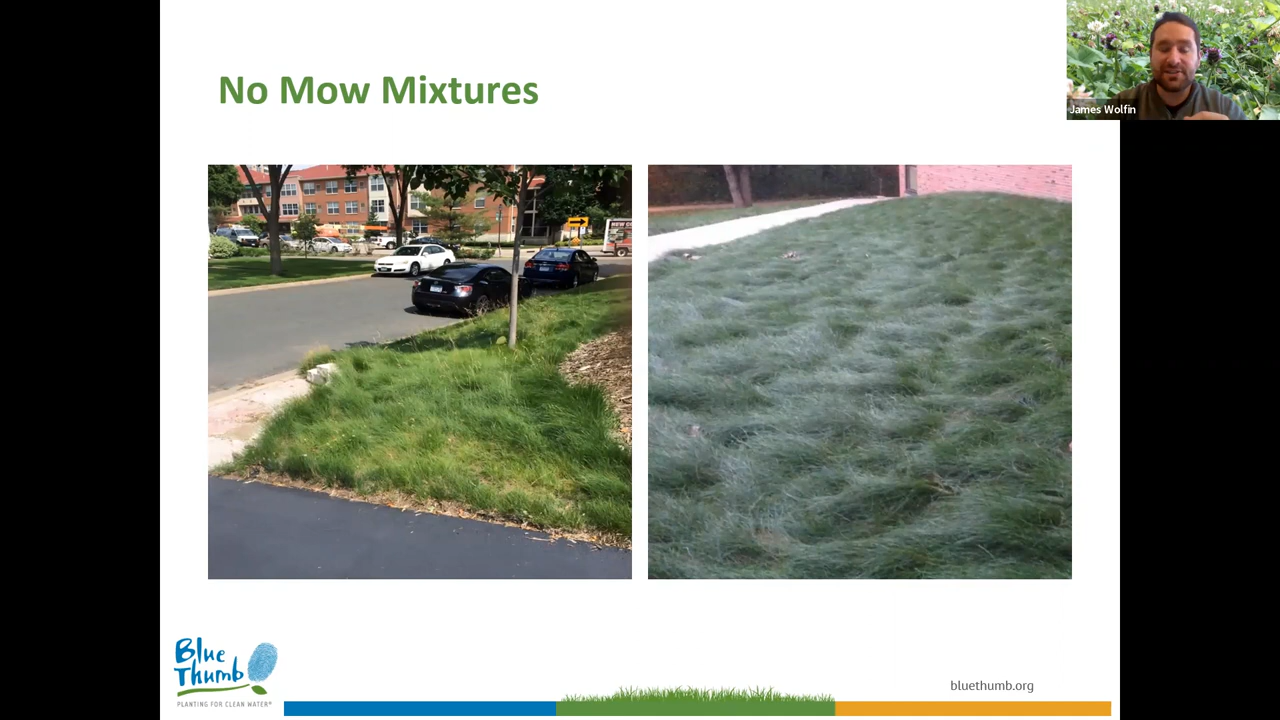 No Mow Mixtures
James Wolfin
Blue
Thumb
PLANTING FOR CLEAN WATER®
bluethumb.org